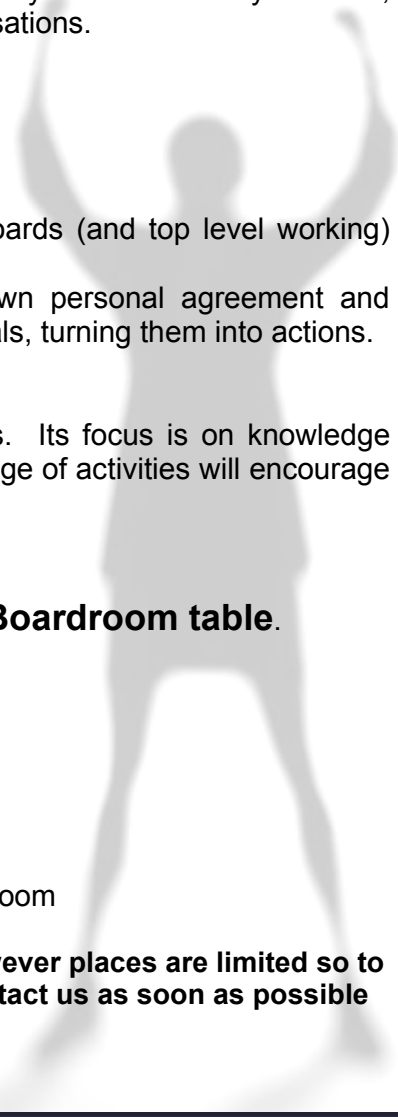 sations.
oards (and top level working)
wn personal agreement and
als, turning them into actions.
s. Its focus is on knowledge
ge of activities will encourage
Boardroom table.
oom
ever places are limited so to
tact us as soon as possible